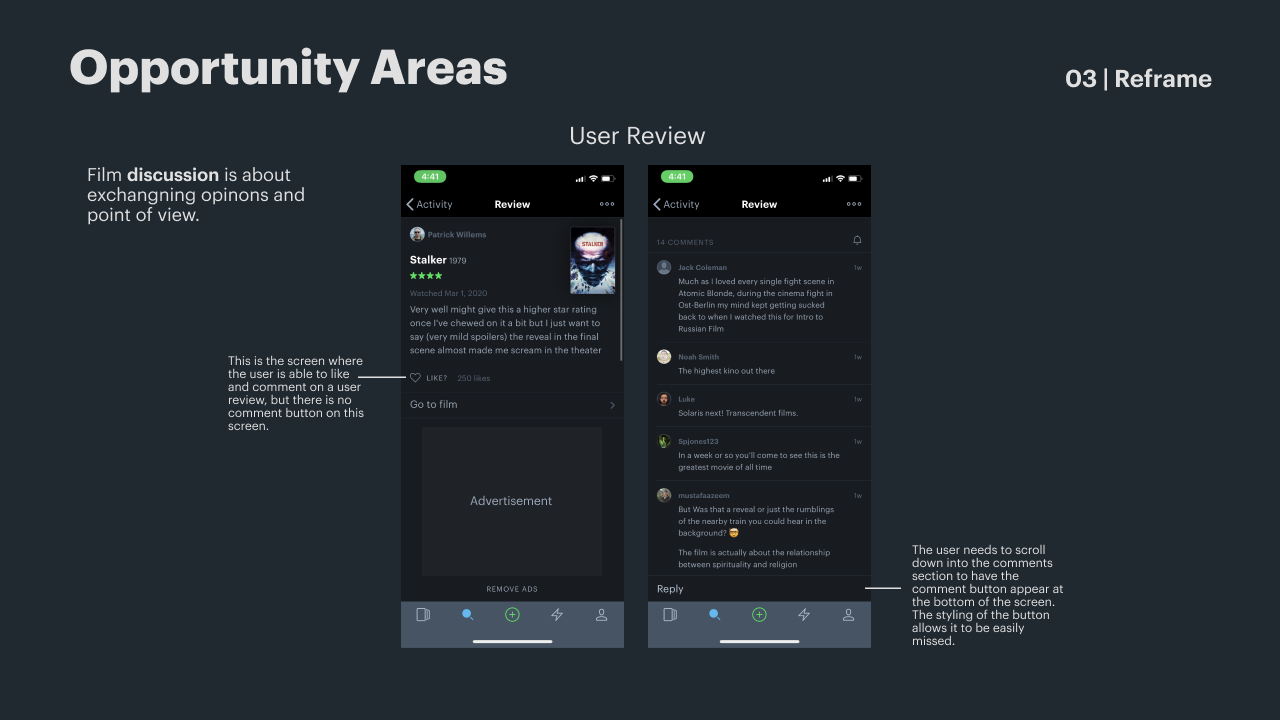 Opportunity Areas
03 | Reframe
User Review
Film discussion is about
exchangning opinons and
point of view.
This is the screen where
the user is able to like
and comment on a user
review, but there is no
comment button on this
screen.
4:41
Activity
Review
Patrick Willems
Stalker 1979
STALKER
★★★★
Watched Mar 1, 2020
Very well might give this a higher star rating
once I've chewed on it a bit but I just want to
say (very mild spoilers) the reveal in the final
scene almost made me scream in the theater
LIKE? 250 likes
Go to film
Advertisement
REMOVE ADS
4:41
Activity
Review
14 COMMENTS
Jack Coleman 1w
Much as I loved every single fight scene in
Atomic Blonde, during the cinema fight in
Ost-Berlin my mind kept getting sucked
back to when I watched this for Intro to
Russian Film
Noah Smith 1w
The highest kino out there
Luke 1w
Solaris next! Transcendent films.
Spjones123 1w
In a week or so you'll come to see this is the
greatest movie of all time
mustafaazeem 1w
But Was that a reveal or just the rumblings
of the nearby train you could hear in the
background? 🤯
The film is actually about the relationship
between spirituality and religion
Reply
The user needs to scroll
down into the comments
section to have the
comment button appear at
the bottom of the screen.
The styling of the button
allows it to be easily
missed.